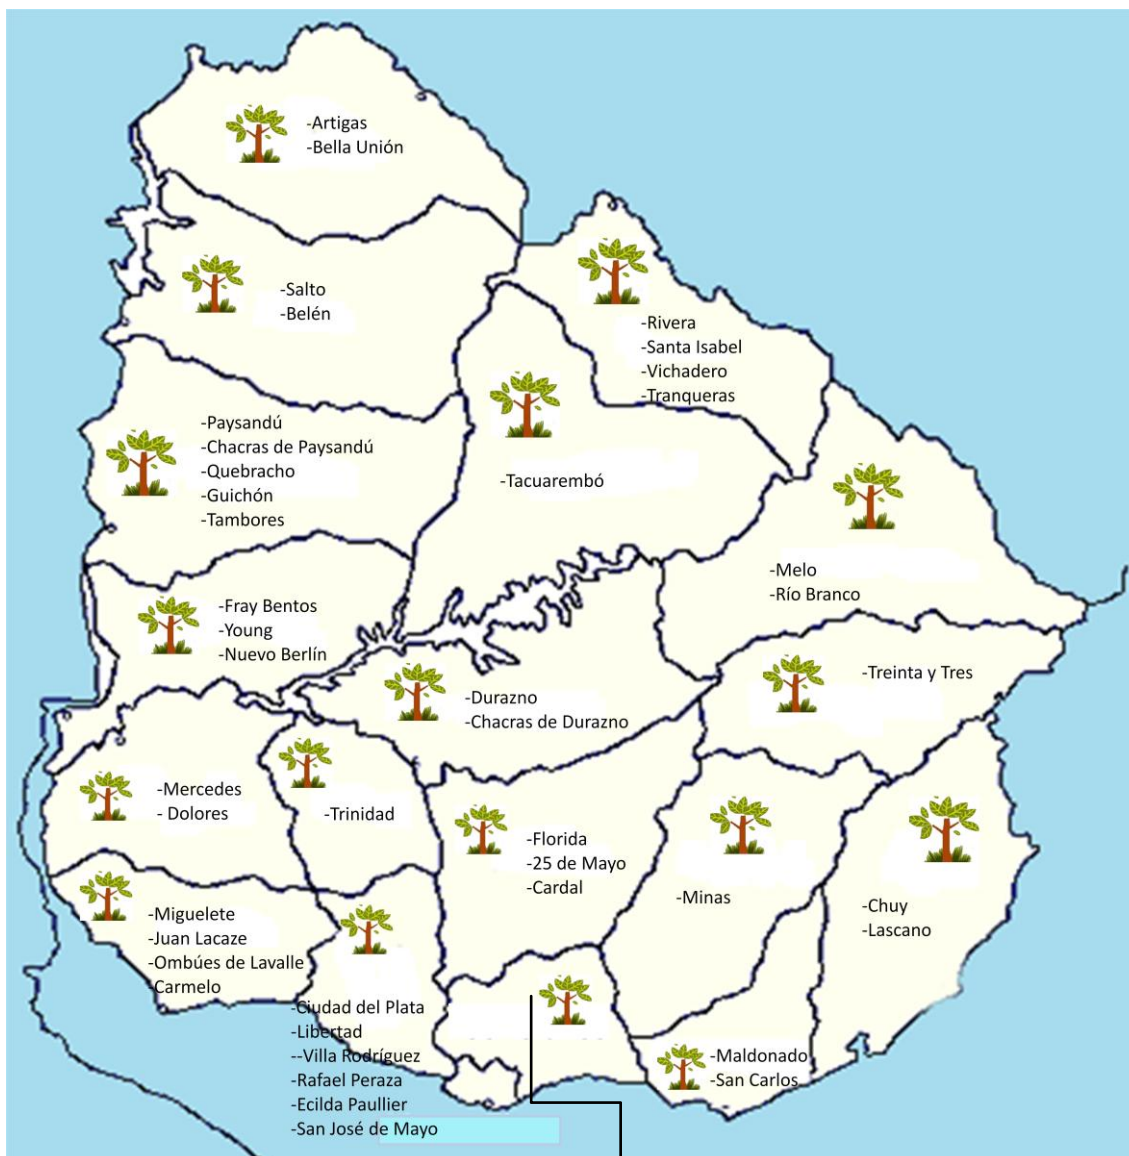 -Artigas
-Bella Unión
-Salto
-Belén
-Rivera
-Santa Isabel
-Vichadero
-Tranqueras
-Paysandú
-Chacras de Paysandú
-Quebracho
-Guichón
-Tambores
-Tacuarembó
-Melo
-Río Branco
-Fray Bentos
-Young
-Nuevo Berlín
-Treinta y Tres
-Durazno
-Chacras de Durazno
-Mercedes
- Dolores
-Trinidad
-Florida
-25 de Mayo
-Cardal
-Minas
-Chuy
-Lascano
-Miguelete
-Juan Lacaze
-Ombúes de Lavalle
-Carmelo
-Ciudad del Plata
-Libertad
--Villa Rodríguez
-Rafael Peraza
-Ecilda Paullier
-San José de Mayo
-Maldonado
-San Carlos